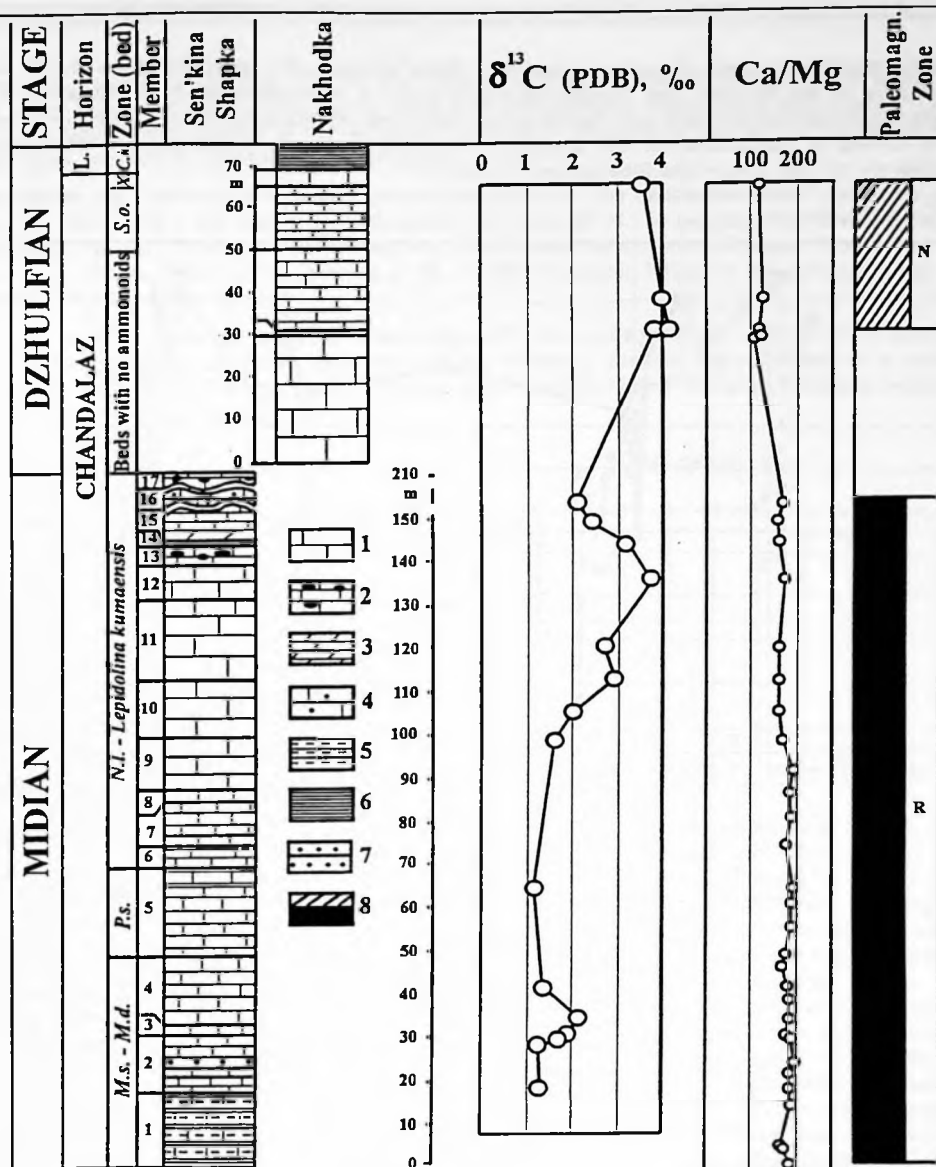 STAGE
L. Horizon
Zone (bed)
Member
Sen'kina Shapka
Nakhodka
δ¹³C (PDB), ‰
Ca/Mg
Paleomagn. Zone
0 1 2 3 4
100 200
DZHULFIAN
MIDIAN
CHANDALAZ
S.o.
Beds with no ammonoids
N.l. - Lepidolina kumaensis
P.s.
M.s. - M.d.
70
m
60
50
40
30
20
10
0
17
16
15
14
13
12
11
10
9
8
7
6
5
4
3
2
1
1
2
3
4
5
6
7
8
210
m
150
140
130
120
110
100
90
80
70
60
50
40
30
20
10
0
N
R